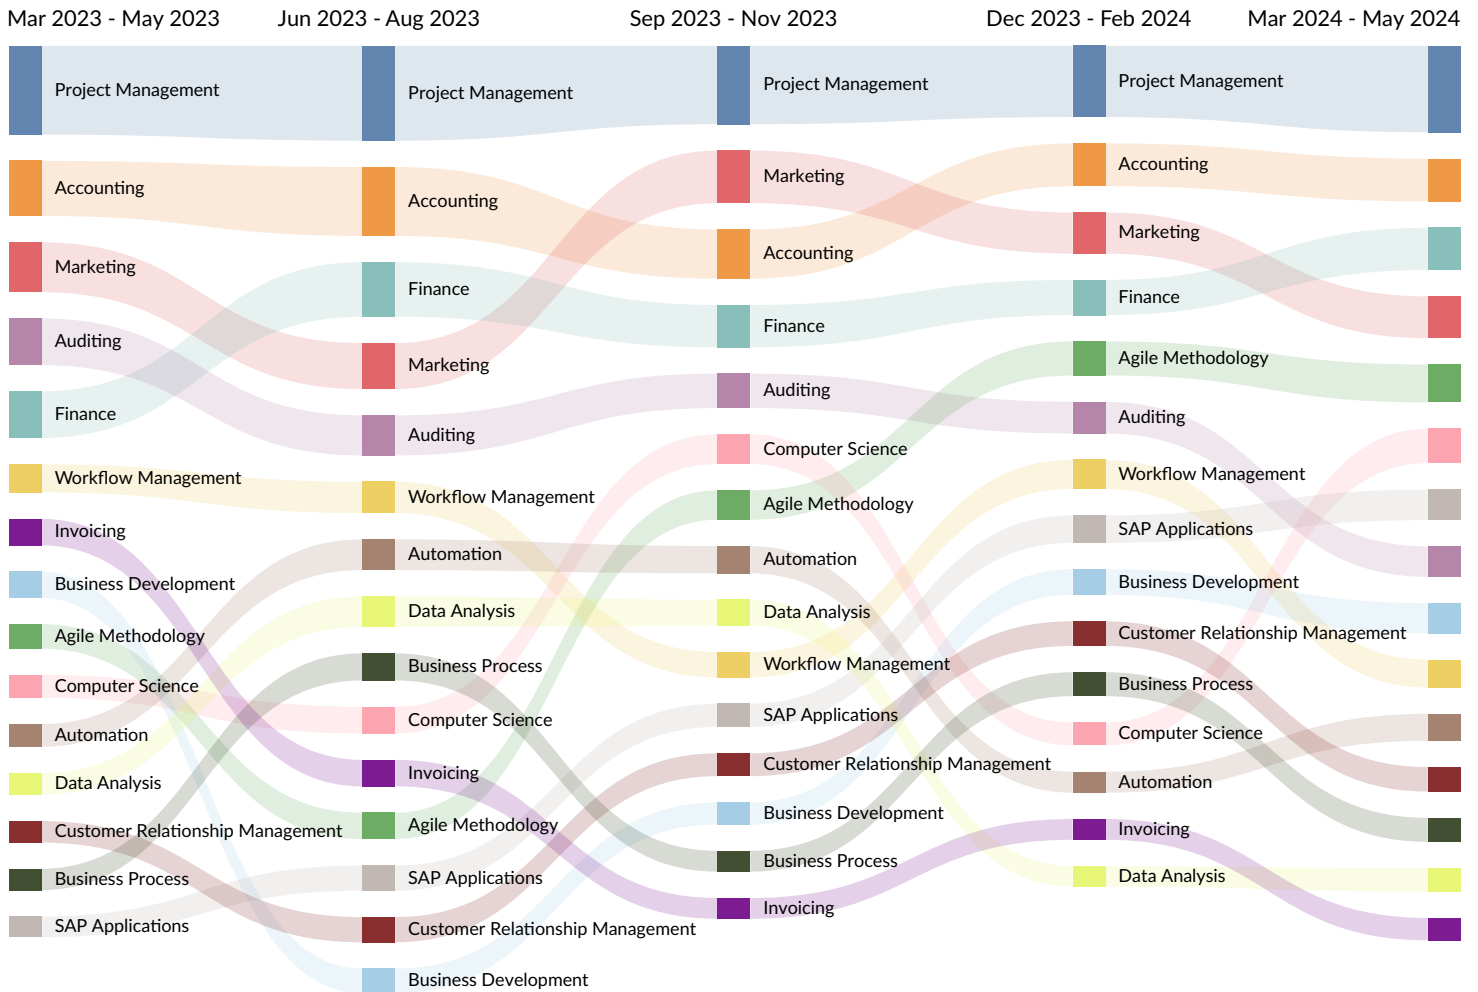 Mar 2023 - May 2023
Jun 2023 - Aug 2023
Sep 2023 - Nov 2023
Dec 2023 - Feb 2024
Mar 2024 - May 2024
Project Management
Accounting
Marketing
Auditing
Finance
Workflow Management
Invoicing
Business Development
Agile Methodology
Computer Science
Automation
Data Analysis
Customer Relationship Management
Business Process
SAP Applications
Project Management
Accounting
Finance
Marketing
Auditing
Workflow Management
Automation
Data Analysis
Business Process
Computer Science
Invoicing
Agile Methodology
SAP Applications
Customer Relationship Management
Business Development
Project Management
Marketing
Accounting
Finance
Auditing
Computer Science
Agile Methodology
Automation
Data Analysis
Workflow Management
SAP Applications
Customer Relationship Management
Business Development
Business Process
Invoicing
Project Management
Accounting
Marketing
Finance
Agile Methodology
Auditing
Workflow Management
SAP Applications
Business Development
Customer Relationship Management
Business Process
Computer Science
Automation
Invoicing
Data Analysis